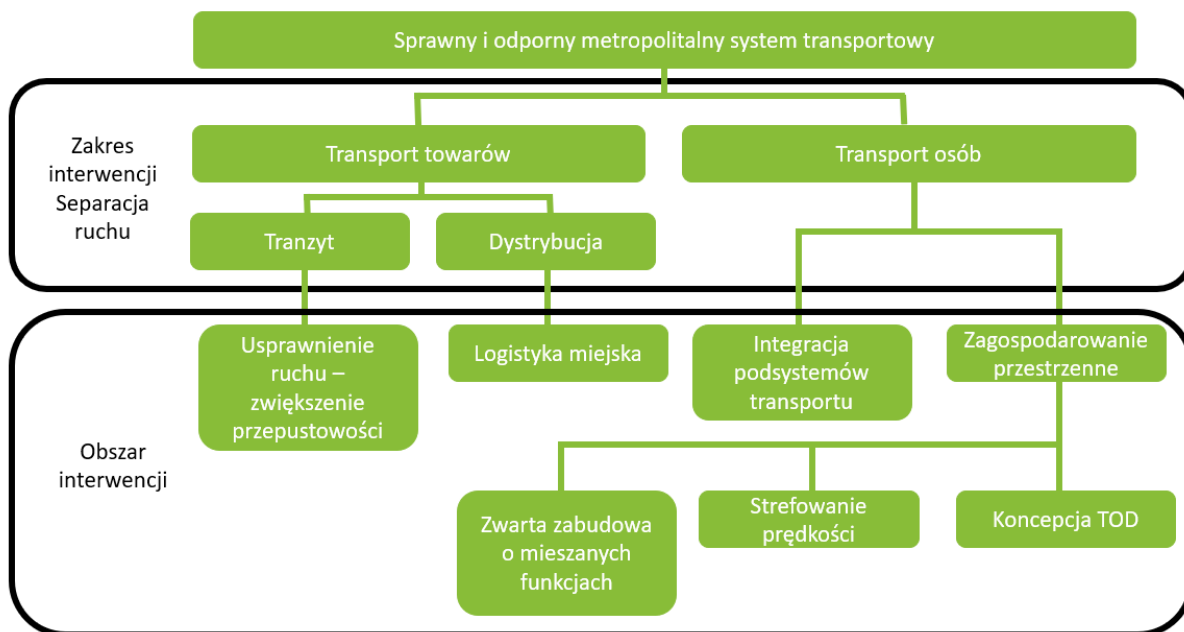 Sprawny i odporny metropolitalny system transportowy
Zakres
interwencji
Separacja
ruchu
Transport towarów
Transport osób
Tranzyt
Dystrybucja
Obszar
interwencji
Usprawnienie
ruchu –
zwiększenie
przepustowości
Logistyka miejska
Integracja
podsystemów
transportu
Zagospodarowanie
przestrzenne
Zwarta zabudowa
o mieszanych
funkcjach
Strefowanie
prędkości
Koncepcja TOD